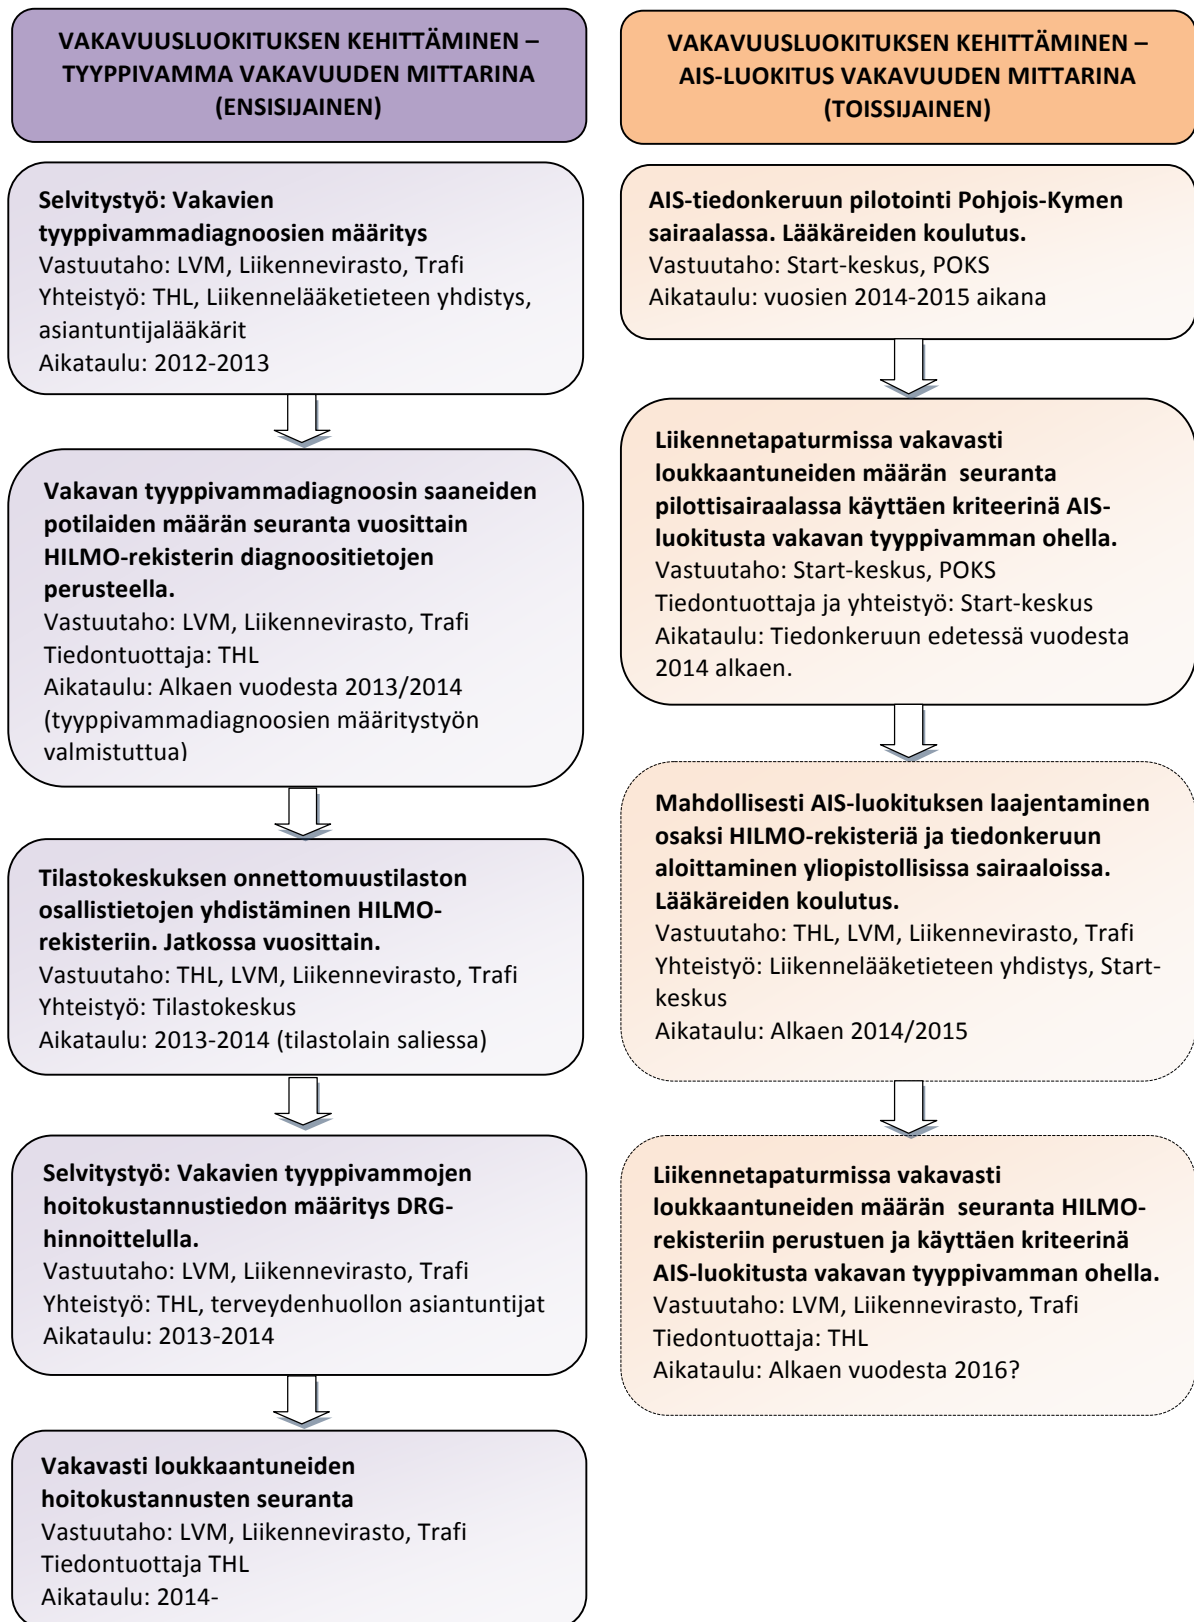 VAKAVUUSLUOKITUKSEN KEHITTÄMINEN –
TYYPPIVAMMA VAKAVUUDEN MITTARINA
(ENSISIJAINEN)
Selvitystyö: Vakavien
tyyppivammadiagnoosien määritys
Vastuutaho: LVM, Liikennevirasto, Trafi
Yhteistyö: THL, Liikennelääketieteen yhdistys,
asiantuntijalääkärit
Aikataulu: 2012-2013
Vakavan tyyppivammadiagnoosin saaneiden
potilaiden määrän seuranta vuosittain
HILMO-rekisterin diagnoositietojen
perusteella.
Vastuutaho: LVM, Liikennevirasto, Trafi
Tiedontuottaja: THL
Aikataulu: Alkaen vuodesta 2013/2014
(tyyppivammadiagnoosien määritystyön
valmistuttua)
Tilastokeskuksen onnettomuustilaston
osallistietojen yhdistäminen HILMO-
rekisteriin. Jatkossa vuosittain.
Vastuutaho: THL, LVM, Liikennevirasto, Trafi
Yhteistyö: Tilastokeskus
Aikataulu: 2013-2014 (tilastolain saliessa)
Selvitystyö: Vakavien tyyppivammojen
hoitokustannustiedon määritys DRG-
hinnoittelulla.
Vastuutaho: LVM, Liikennevirasto, Trafi
Yhteistyö: THL, terveydenhuollon asiantuntijat
Aikataulu: 2013-2014
Vakavasti loukkaantuneiden
hoitokustannusten seuranta
Vastuutaho: LVM, Liikennevirasto, Trafi
Tiedontuottaja THL
Aikataulu: 2014-
VAKAVUUSLUOKITUKSEN KEHITTÄMINEN –
AIS-LUOKITUS VAKAVUUDEN MITTARINA
(TOISSIJAINEN)
AIS-tiedonkeruun pilotointi Pohjois-Kymen
sairaalassa. Lääkäreiden koulutus.
Vastuutaho: Start-keskus, POKS
Aikataulu: vuosien 2014-2015 aikana
Liikennetapaturmissa vakavasti
loukkaantuneiden määrän seuranta
pilottisairaalassa käyttäen kriteerinä AIS-
luokitusta vakavan tyyppivamman ohella.
Vastuutaho: Start-keskus, POKS
Tiedontuottaja ja yhteistyö: Start-keskus
Aikataulu: Tiedonkeruun edetessä vuodesta
2014 alkaen.
Mahdollisesti AIS-luokituksen laajentaminen
osaksi HILMO-rekisteriä ja tiedonkeruun
aloittaminen yliopistollisissa sairaaloissa.
Lääkäreiden koulutus.
Vastuutaho: THL, LVM, Liikennevirasto, Trafi
Yhteistyö: Liikennelääketieteen yhdistys, Start-
keskus
Aikataulu: Alkaen 2014/2015
Liikennetapaturmissa vakavasti
loukkaantuneiden määrän seuranta HILMO-
rekisteriin perustuen ja käyttäen kriteerinä
AIS-luokitusta vakavan tyyppivamman ohella.
Vastuutaho: LVM, Liikennevirasto, Trafi
Tiedontuottaja: THL
Aikataulu: Alkaen vuodesta 2016?